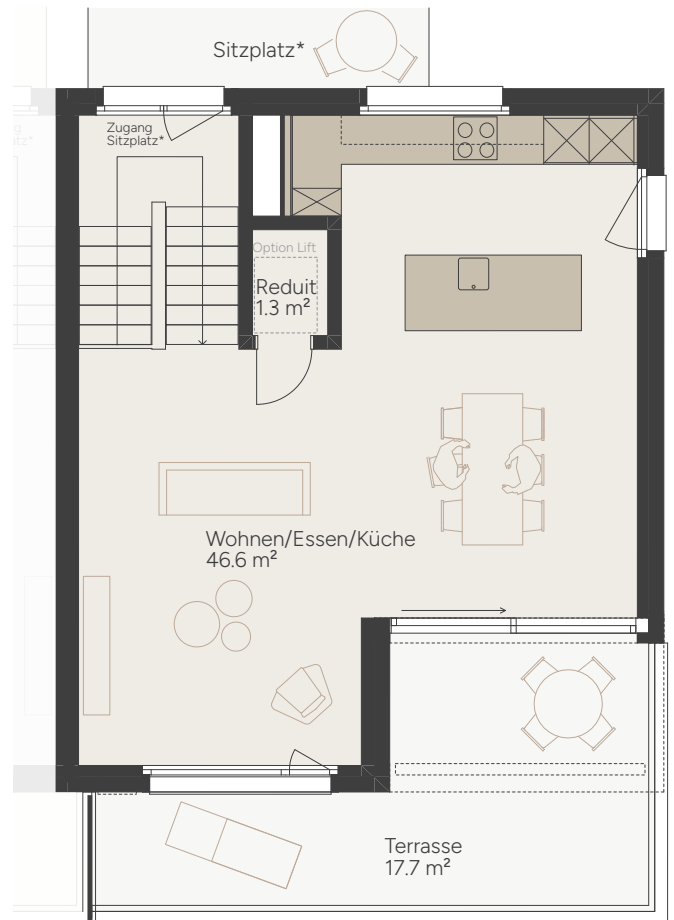 Sitzplatz*
Zugang
Sitzplatz*
Option Lift
Reduit
1.3 m²
Wohnen/Essen/Küche
46.6 m²
Terrasse
17.7 m²